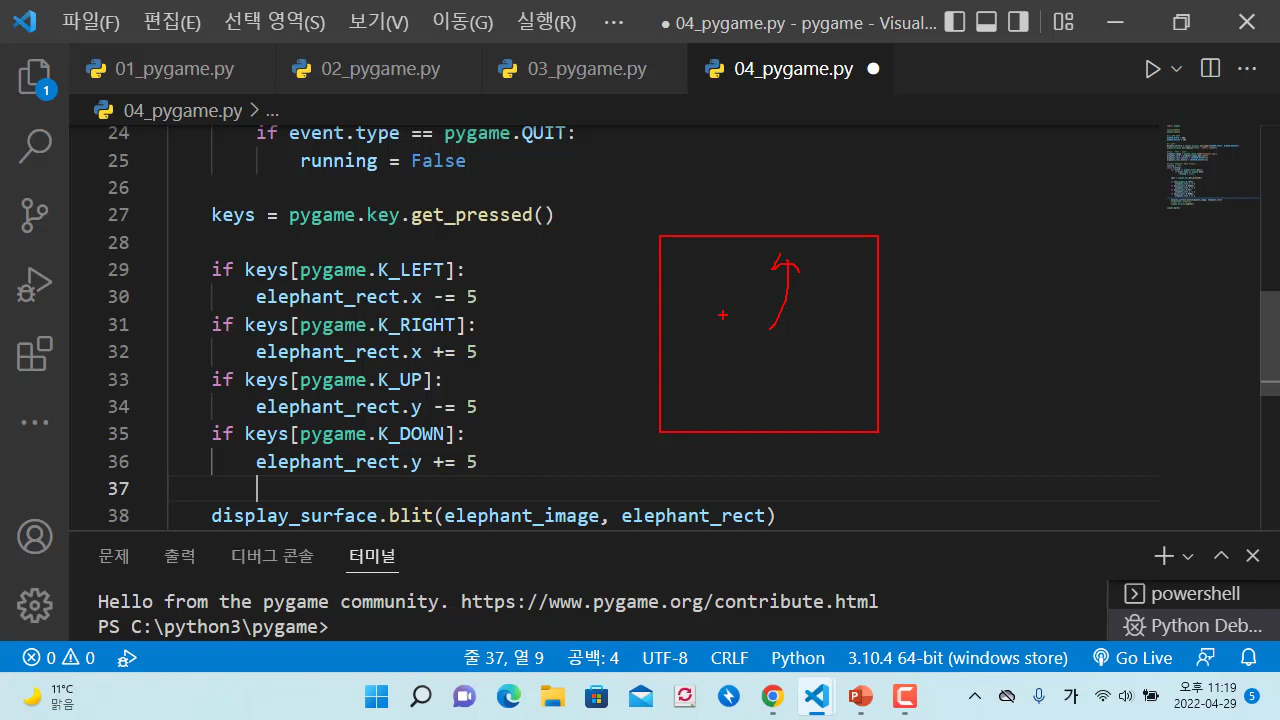 파일(F) 편집(E) 선택 영역(S) 보기(V) 이동(G) 실행(R) ··· ● 04_pygame.py - pygame - Visual...
01_pygame.py 02_pygame.py 03_pygame.py 04_pygame.py ●
1
04_pygame.py > ...
24 if event.type == pygame.QUIT:
25 running = False
26
27 keys = pygame.key.get_pressed()
28
29 if keys[pygame.K_LEFT]:
30 elephant_rect.x -= 5
31 if keys[pygame.K_RIGHT]:
32 elephant_rect.x += 5
33 if keys[pygame.K_UP]:
34 elephant_rect.y -= 5
35 if keys[pygame.K_DOWN]:
36 elephant_rect.y += 5
37
38 display_surface.blit(elephant_image, elephant_rect)
문제 출력 디버그 콘솔 터미널
Hello from the pygame community. https://www.pygame.org/contribute.html
PS C:\python3\pygame>
powershell
Python Deb...
0 0 줄 37, 열 9 공백: 4 UTF-8 CRLF Python 3.10.4 64-bit (windows store) Go Live
11°C
맑음
가
오후 11:19
2022-04-29
5